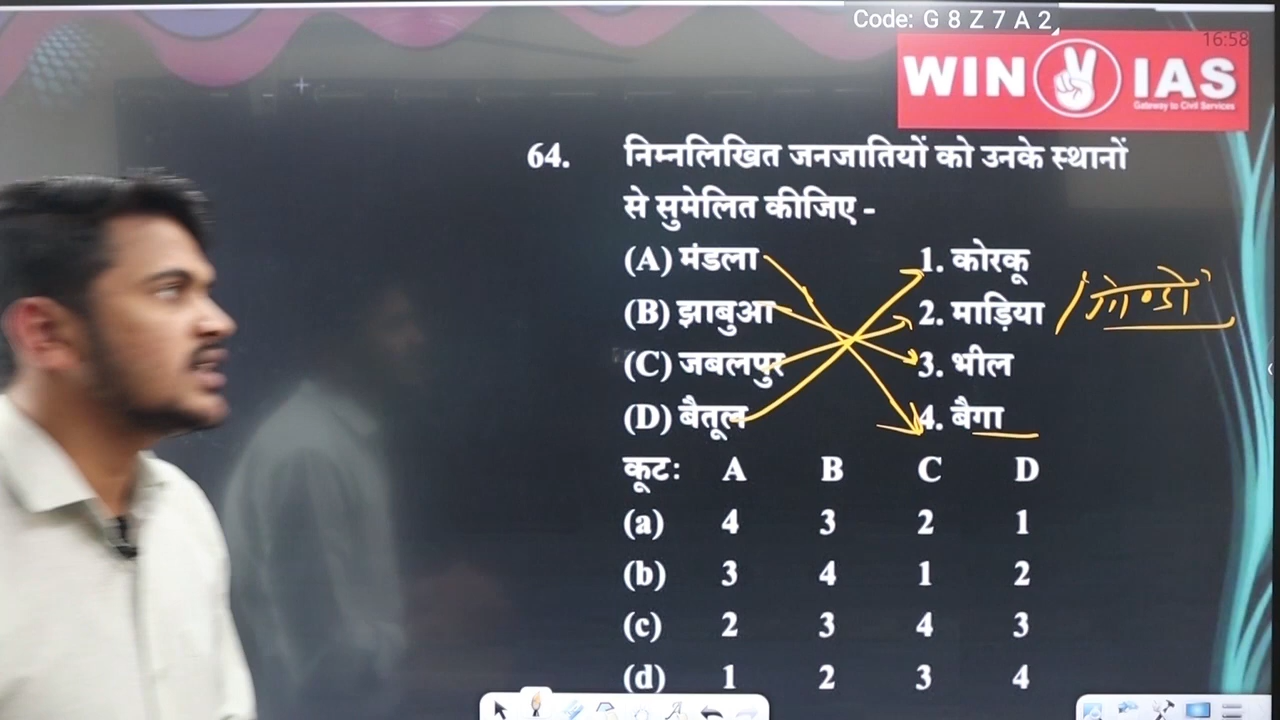 Code: G 8 Z 7 A 2
16:58
WIN IAS
Gateway to Civil Services
64. निम्नलिखित जनजातियों को उनके स्थानों
से सुमेलित कीजिए -
(A) मंडला 1. कोरकू
(B) झाबुआ 2. माड़िया
(C) जबलपुर 3. भील
(D) बैतूल 4. बैगा
कूटः A B C D
(a) 4 3 2 1
(b) 3 4 1 2
(c) 2 3 4 3
(d) 1 2 3 4